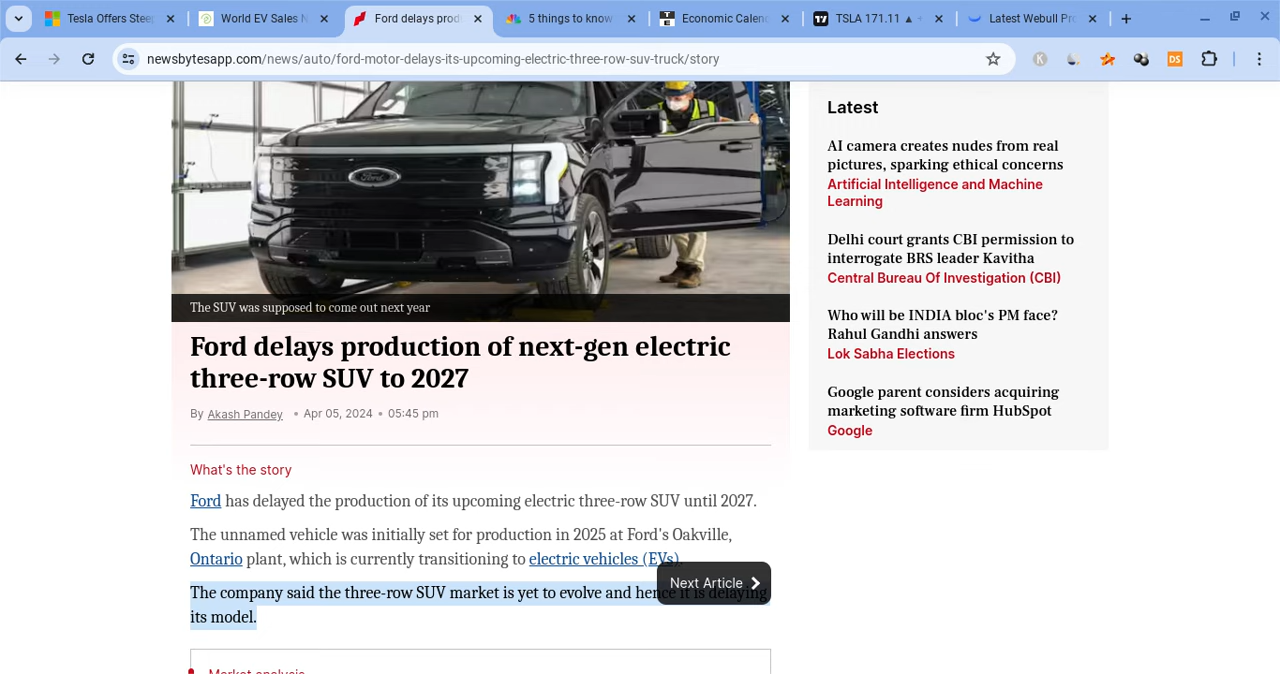 Tesla Offers Stee
World EV Sales N
Ford delays prod
5 things to know
Economic Calen
TSLA 171.11 ▲
Latest Webull Pr
newsbytesapp.com/news/auto/ford-motor-delays-its-upcoming-electric-three-row-suv-truck/story
K
DS
Ford
The SUV was supposed to come out next year
Ford delays production of next-gen electric
three-row SUV to 2027
By Akash Pandey • Apr 05, 2024 • 05:45 pm
What's the story
Ford has delayed the production of its upcoming electric three-row SUV until 2027.
The unnamed vehicle was initially set for production in 2025 at Ford's Oakville,
Ontario plant, which is currently transitioning to electric vehicles (EVs).
The company said the three-row SUV market is yet to evolve and hence it is delaying
its model.
Next Article
Market analysis
Latest
AI camera creates nudes from real
pictures, sparking ethical concerns
Artificial Intelligence and Machine
Learning
Delhi court grants CBI permission to
interrogate BRS leader Kavitha
Central Bureau Of Investigation (CBI)
Who will be INDIA bloc's PM face?
Rahul Gandhi answers
Lok Sabha Elections
Google parent considers acquiring
marketing software firm HubSpot
Google